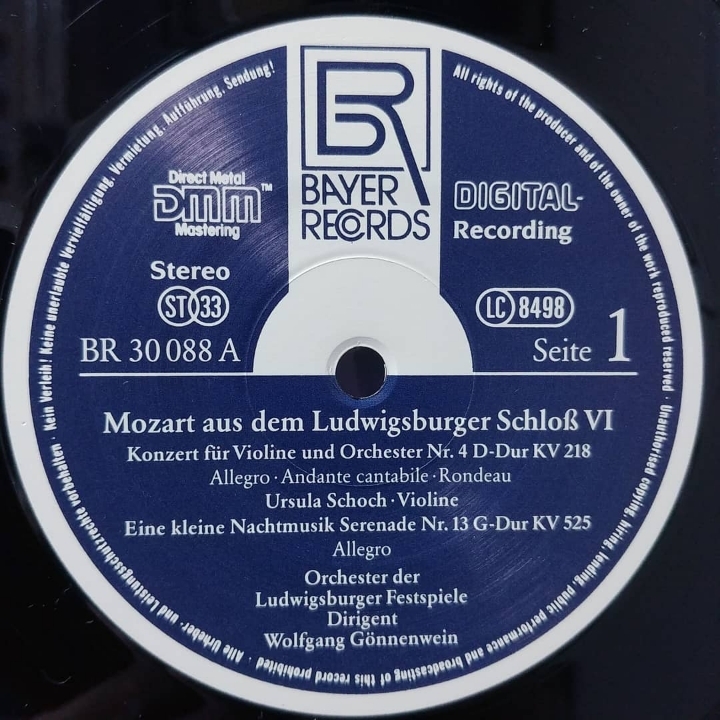 BR
BAYER
RECORDS
Direct Metal
DMM™
Mastering
DIGITAL-
Recording
Stereo
ST 33
LC 8498
BR 30 088 A
Seite 1
Mozart aus dem Ludwigsburger Schloß VI
Konzert für Violine und Orchester Nr. 4 D-Dur KV 218
Allegro · Andante cantabile · Rondeau
Ursula Schoch · Violine
Eine kleine Nachtmusik Serenade Nr. 13 G-Dur KV 525
Allegro
Orchester der
Ludwigsburger Festspiele
Dirigent
Wolfgang Gönnenwein
All rights of the producer and of the owner of the work reproduced reserved · Unauthorised copying, hiring, lending, public performance and broadcasting of this record prohibited · Alle Urheber- und Leistungsschutzrechte vorbehalten · Kein Verleih! Keine unerlaubte Vervielfältigung, Vermietung, Aufführung, Sendung!